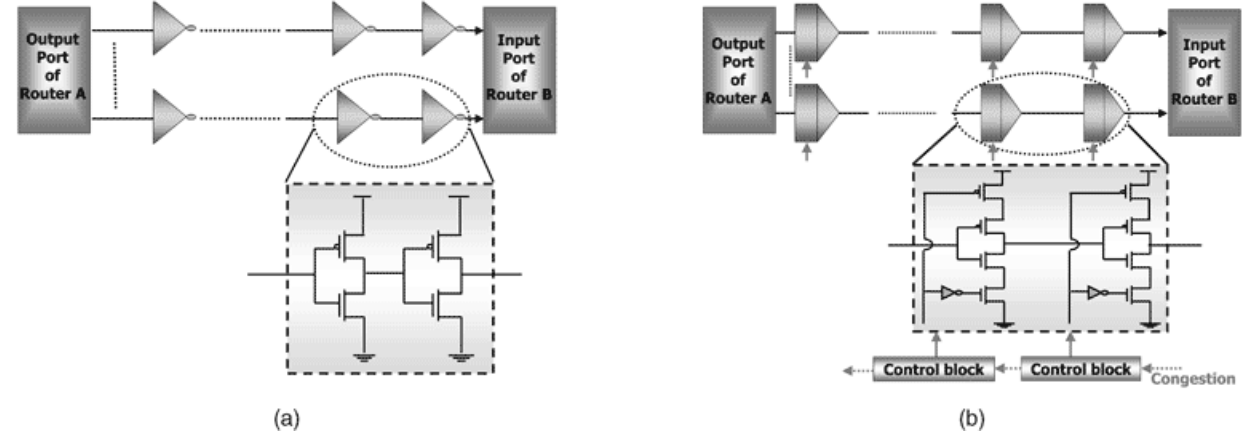 Output
Port
of
Router A
Input
Port
of
Router B
(a)
Output
Port
of
Router A
Input
Port
of
Router B
Control block
Control block
Congestion
(b)